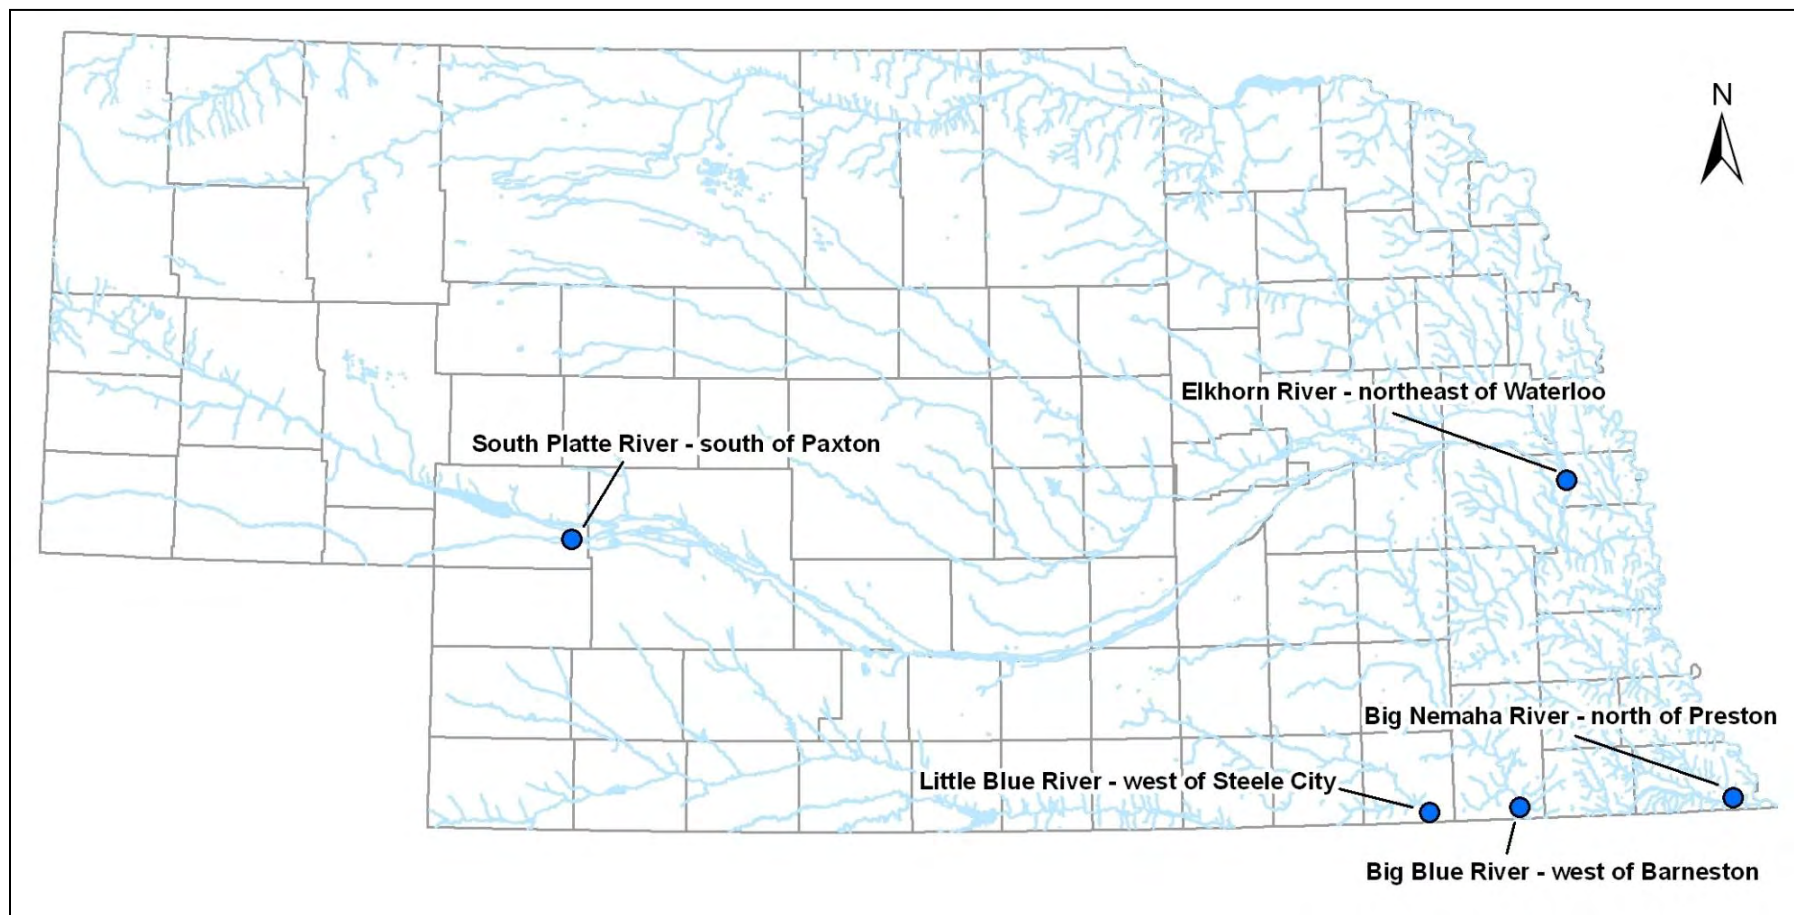 N
Elkhorn River - northeast of Waterloo
South Platte River - south of Paxton
Big Nemaha River - north of Preston
Little Blue River - west of Steele City
Big Blue River - west of Barneston